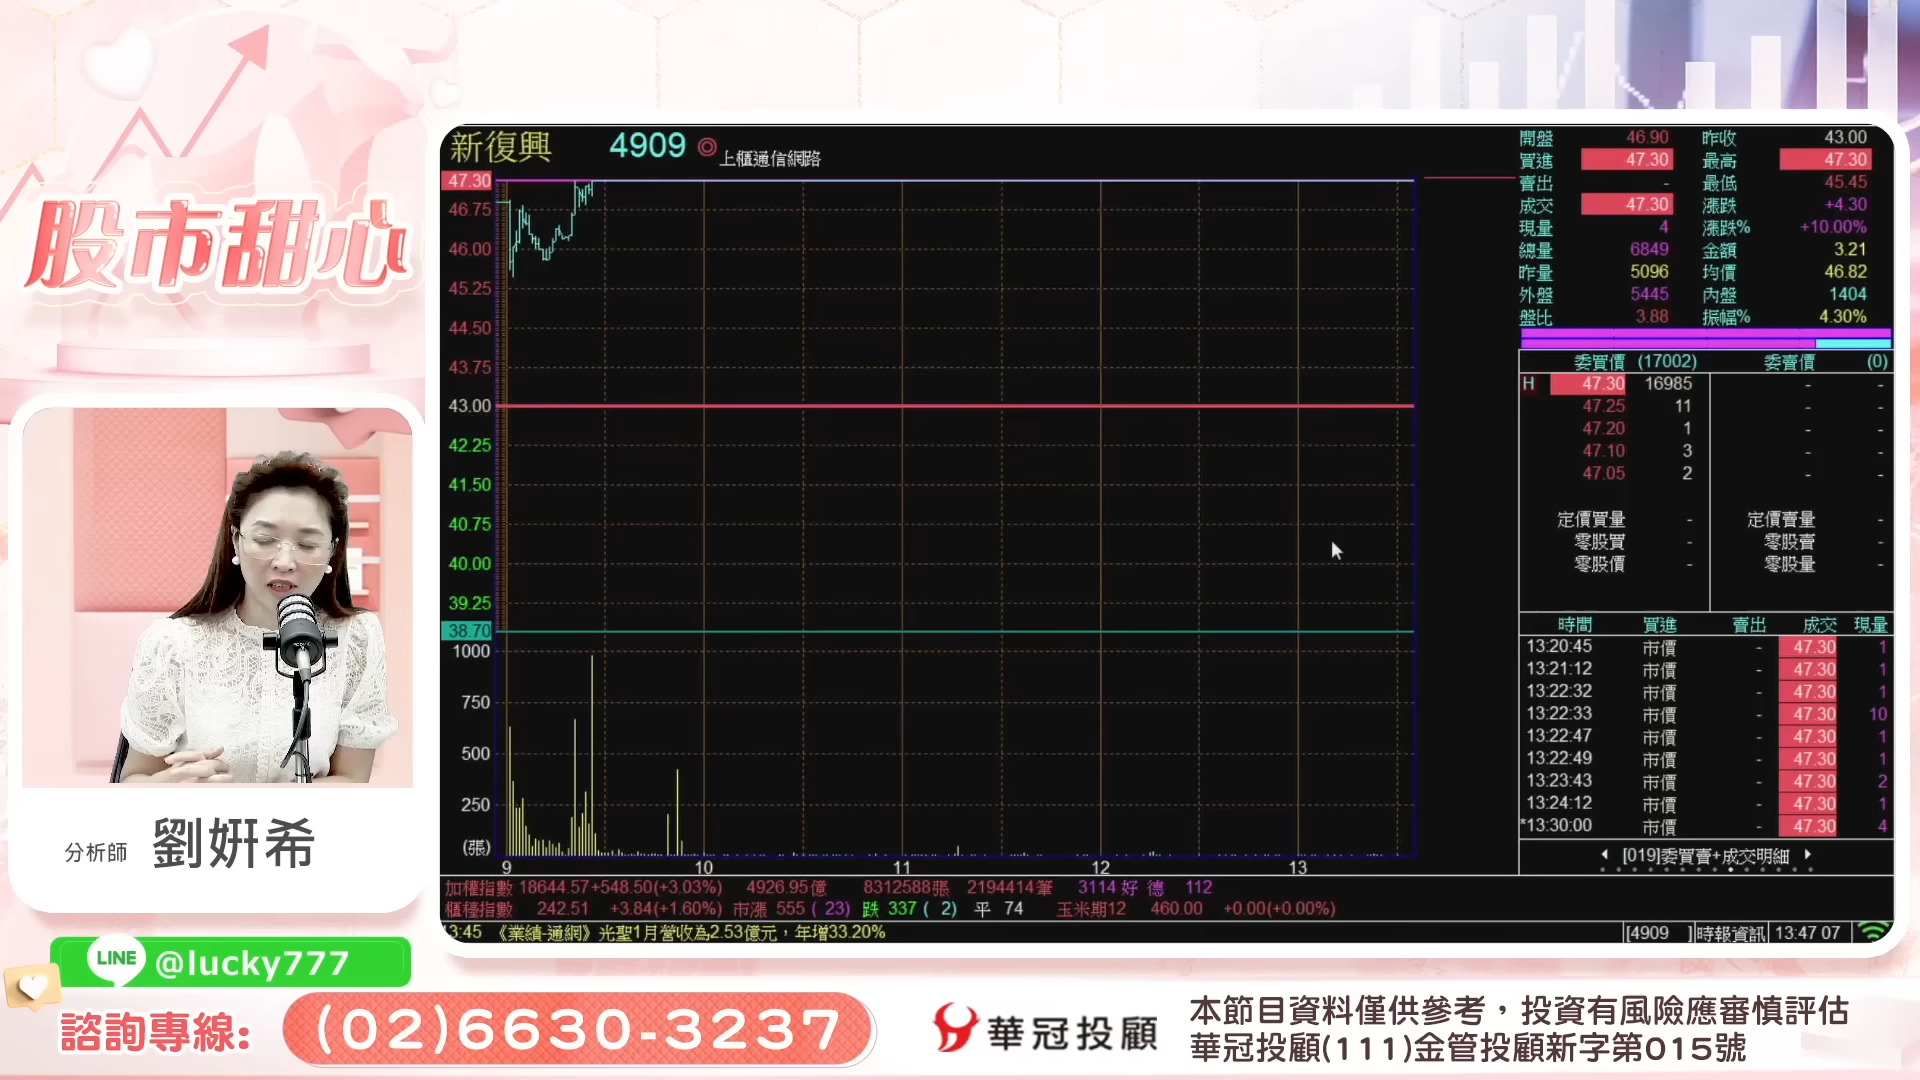 股市甜心
分析師 劉妍希
LINE @lucky777
諮詢專線: (02)6630-3237
華冠投顧
本節目資料僅供參考，投資有風險應審慎評估
華冠投顧(111)金管投顧新字第015號
新復興 4909 ◎上櫃通信網路
47.30
46.75
46.00
45.25
44.50
43.75
43.00
42.25
41.50
40.75
40.00
39.25
38.70
1000
750
500
250
(張)
9 10 11 12 13
開盤 46.90 昨收 43.00
買進 47.30 最高 47.30
賣出 - 最低 45.45
成交 47.30 漲跌 +4.30
現量 4 漲跌% +10.00%
總量 6849 金額 3.21
昨量 5096 均價 46.82
外盤 5445 內盤 1404
盤比 3.88 振幅% 4.30%
委買價 (17002) 委賣價 (0)
H 47.30 16985 - -
47.25 11 - -
47.20 1 - -
47.10 3 - -
47.05 2 - -
定價買量 - 定價賣量 -
零股買 - 零股賣 -
零股價 - 零股量 -
時間 買進 賣出 成交 現量
13:20:45 市價 - 47.30 1
13:21:12 市價 - 47.30 1
13:22:32 市價 - 47.30 1
13:22:33 市價 - 47.30 10
13:22:47 市價 - 47.30 1
13:22:49 市價 - 47.30 1
13:23:43 市價 - 47.30 2
13:24:12 市價 - 47.30 1
*13:30:00 市價 - 47.30 4
[019]委買賣+成交明細
加權指數 18644.57+548.50(+3.03%) 4926.95億 8312588張 2194414筆 3114 好 德 112
櫃檯指數 242.51 +3.84(+1.60%) 市漲 555 ( 23) 跌 337 ( 2) 平 74 玉米期12 460.00 +0.00(+0.00%)
13:45 《業績-通網》光聖1月營收為2.53億元，年增33.20%
[4909 ] 時報資訊 13:47 07